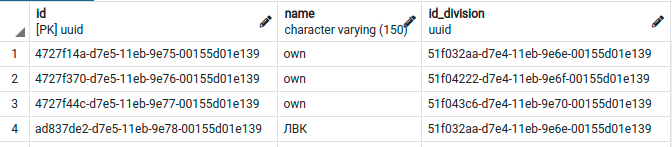 id name id_division
[PK] uuid character varying (150) uuid
1 4727f14a-d7e5-11eb-9e75-00155d01e139 own 51f032aa-d7e4-11eb-9e6e-00155d01e139
2 4727f370-d7e5-11eb-9e76-00155d01e139 own 51f04222-d7e4-11eb-9e6f-00155d01e139
3 4727f44c-d7e5-11eb-9e77-00155d01e139 own 51f043c6-d7e4-11eb-9e70-00155d01e139
4 ad837de2-d7e5-11eb-9e78-00155d01e139 ЛВК 51f032aa-d7e4-11eb-9e6e-00155d01e139